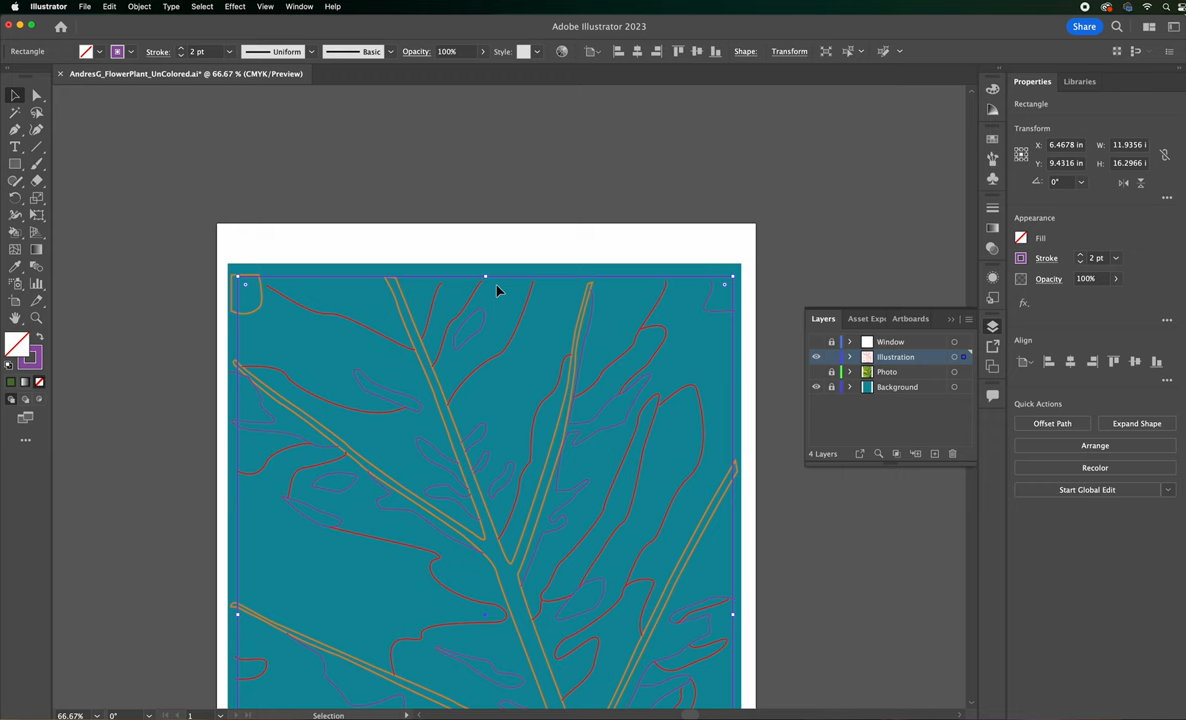 Illustrator File Edit Object Type Select Effect View Window Help
Adobe Illustrator 2023
Share
Rectangle Stroke: 2 pt Uniform Basic Opacity: 100% Style: Shape: Transform
AndresG_FlowerPlant_UnColored.ai* @ 66.67 % (CMYK/Preview)
Properties Libraries
Rectangle
Transform
X: 6.4678 in W: 11.9356 i
Y: 9.4316 in H: 16.2966 i
0°
Appearance
Fill
Stroke 2 pt
Opacity 100%
fx.
Align
Quick Actions
Offset Path Expand Shape
Arrange
Recolor
Start Global Edit
Layers Asset Expo Artboards
Window
Illustration
Photo
Background
4 Layers
66.67% 0° 1 Selection